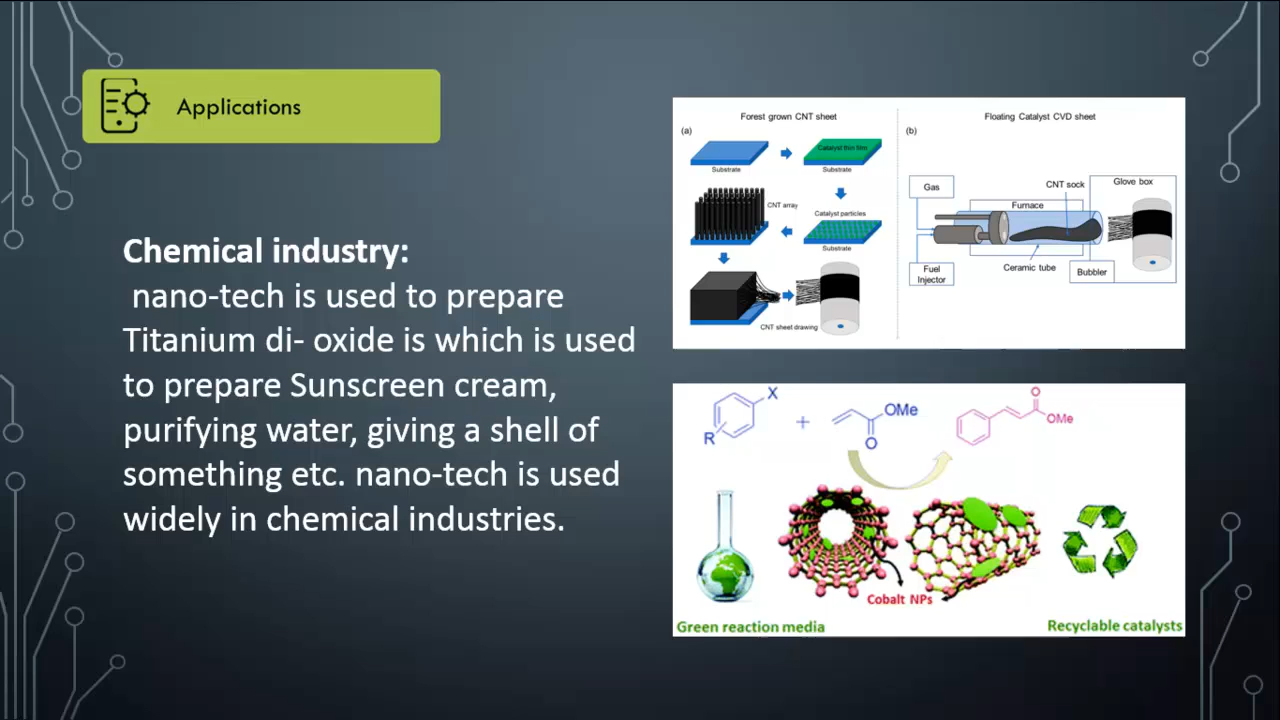 Applications
Chemical industry:
nano-tech is used to prepare
Titanium di- oxide is which is used
to prepare Sunscreen cream,
purifying water, giving a shell of
something etc. nano-tech is used
widely in chemical industries.
Forest grown CNT sheet
(a)
Substrate
Catalyst thin film
Substrate
CNT array
Catalyst particles
Substrate
CNT sheet drawing
Floating Catalyst CVD sheet
(b)
Gas
CNT sock
Glove box
Furnace
Ceramic tube
Bubbler
Fuel
Injector
X
R
+
OMe
O
O
OMe
Cobalt NPs
Green reaction media
Recyclable catalysts